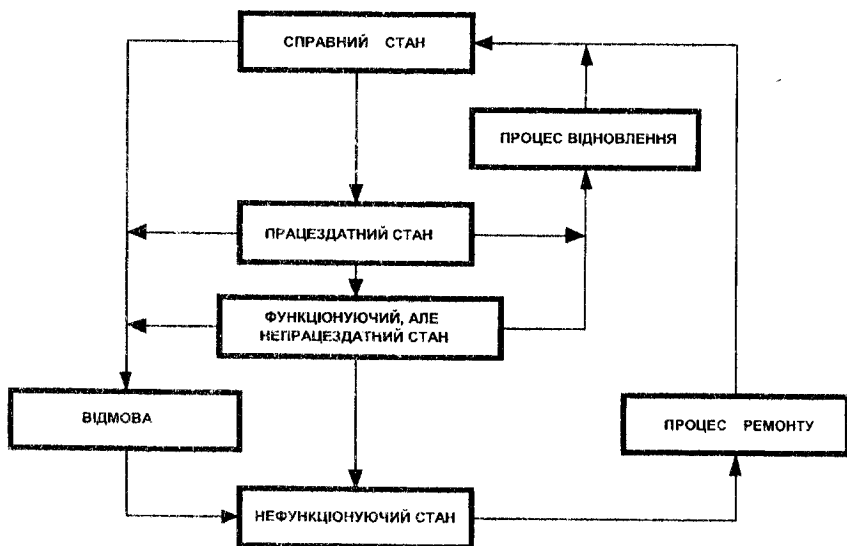 СПРАВНИЙ СТАН
ПРОЦЕС ВІДНОВЛЕННЯ
ПРАЦЕЗДАТНИЙ СТАН
ФУНКЦІОНУЮЧИЙ, АЛЕ
НЕПРАЦЕЗДАТНИЙ СТАН
ВІДМОВА
ПРОЦЕС РЕМОНТУ
НЕФУНКЦІОНУЮЧИЙ СТАН